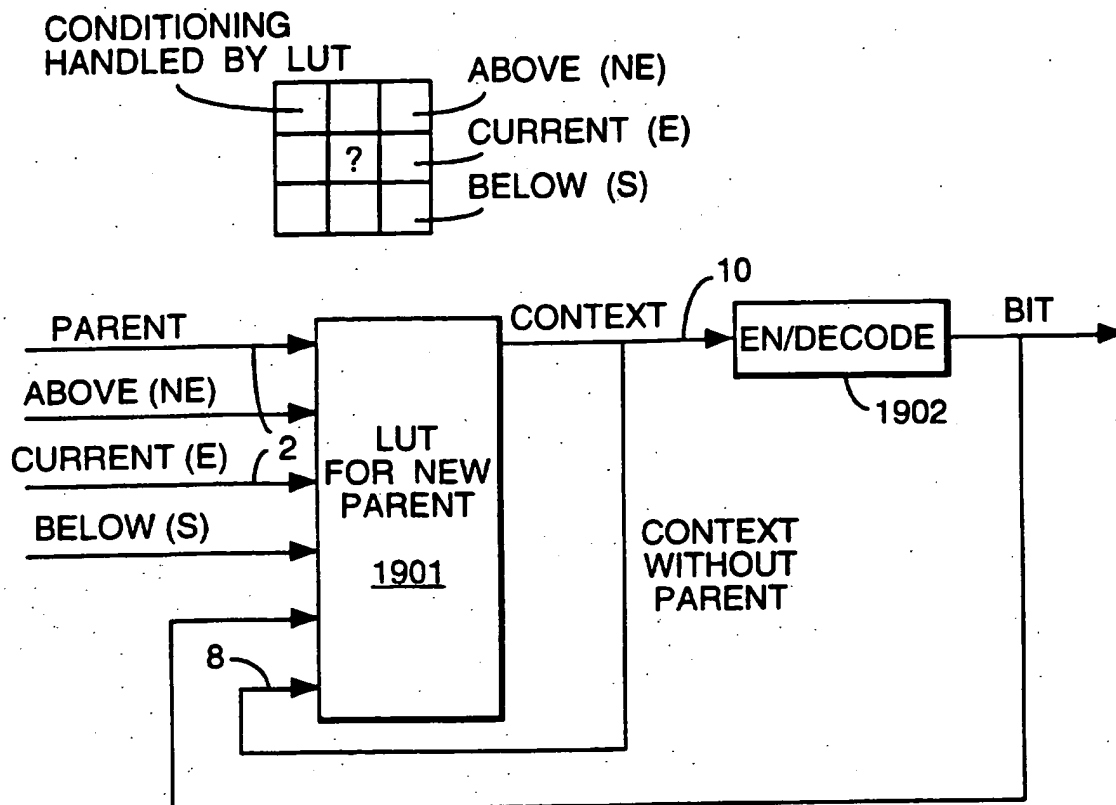 CONDITIONING
HANDLED BY LUT
ABOVE (NE)
CURRENT (E)
?
BELOW (S)
10
PARENT
CONTEXT
EN/DECODE
BIT
ABOVE (NE)
1902
2
CURRENT (E)
LUT
FOR NEW
PARENT
BELOW (S)
1901
CONTEXT
WITHOUT
PARENT
8